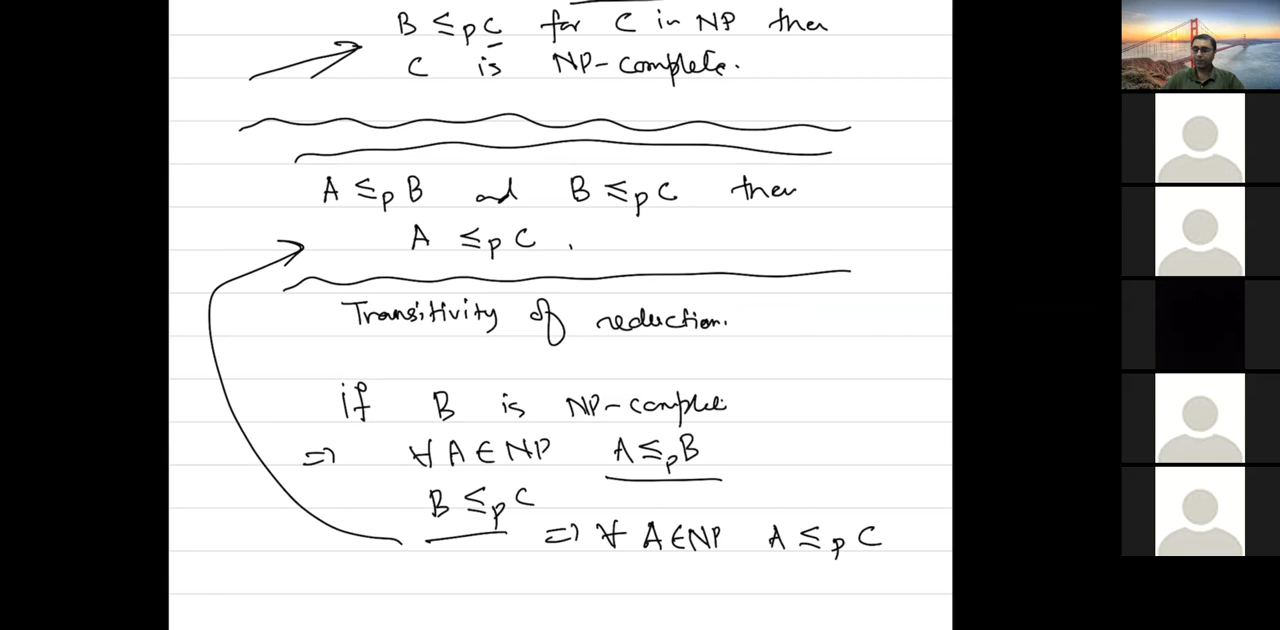 B ≤p C for C in NP then
C is NP-complete.
A ≤p B and B ≤p C then
A ≤p C .
Transitivity of reduction.
if B is NP-complete
⇒ ∀ A ∈ NP A ≤p B
B ≤p C
⇒ ∀ A ∈ NP A ≤p C